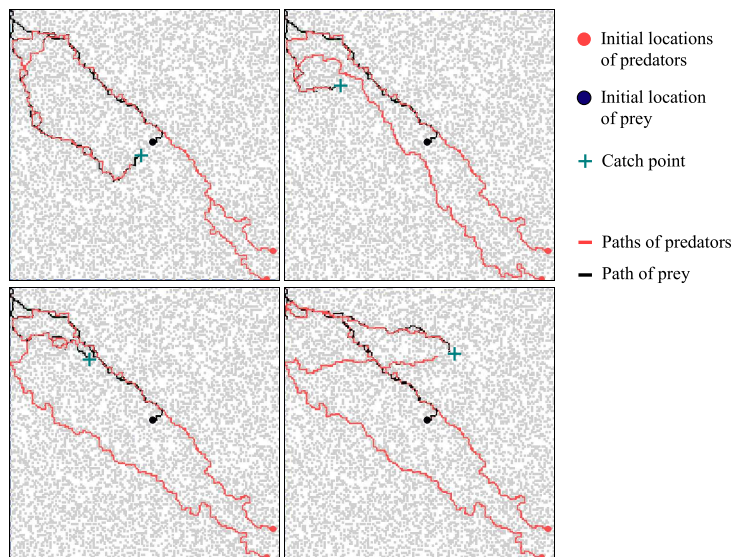 Initial locations
of predators
Initial location
of prey
Catch point
Paths of predators
Path of prey